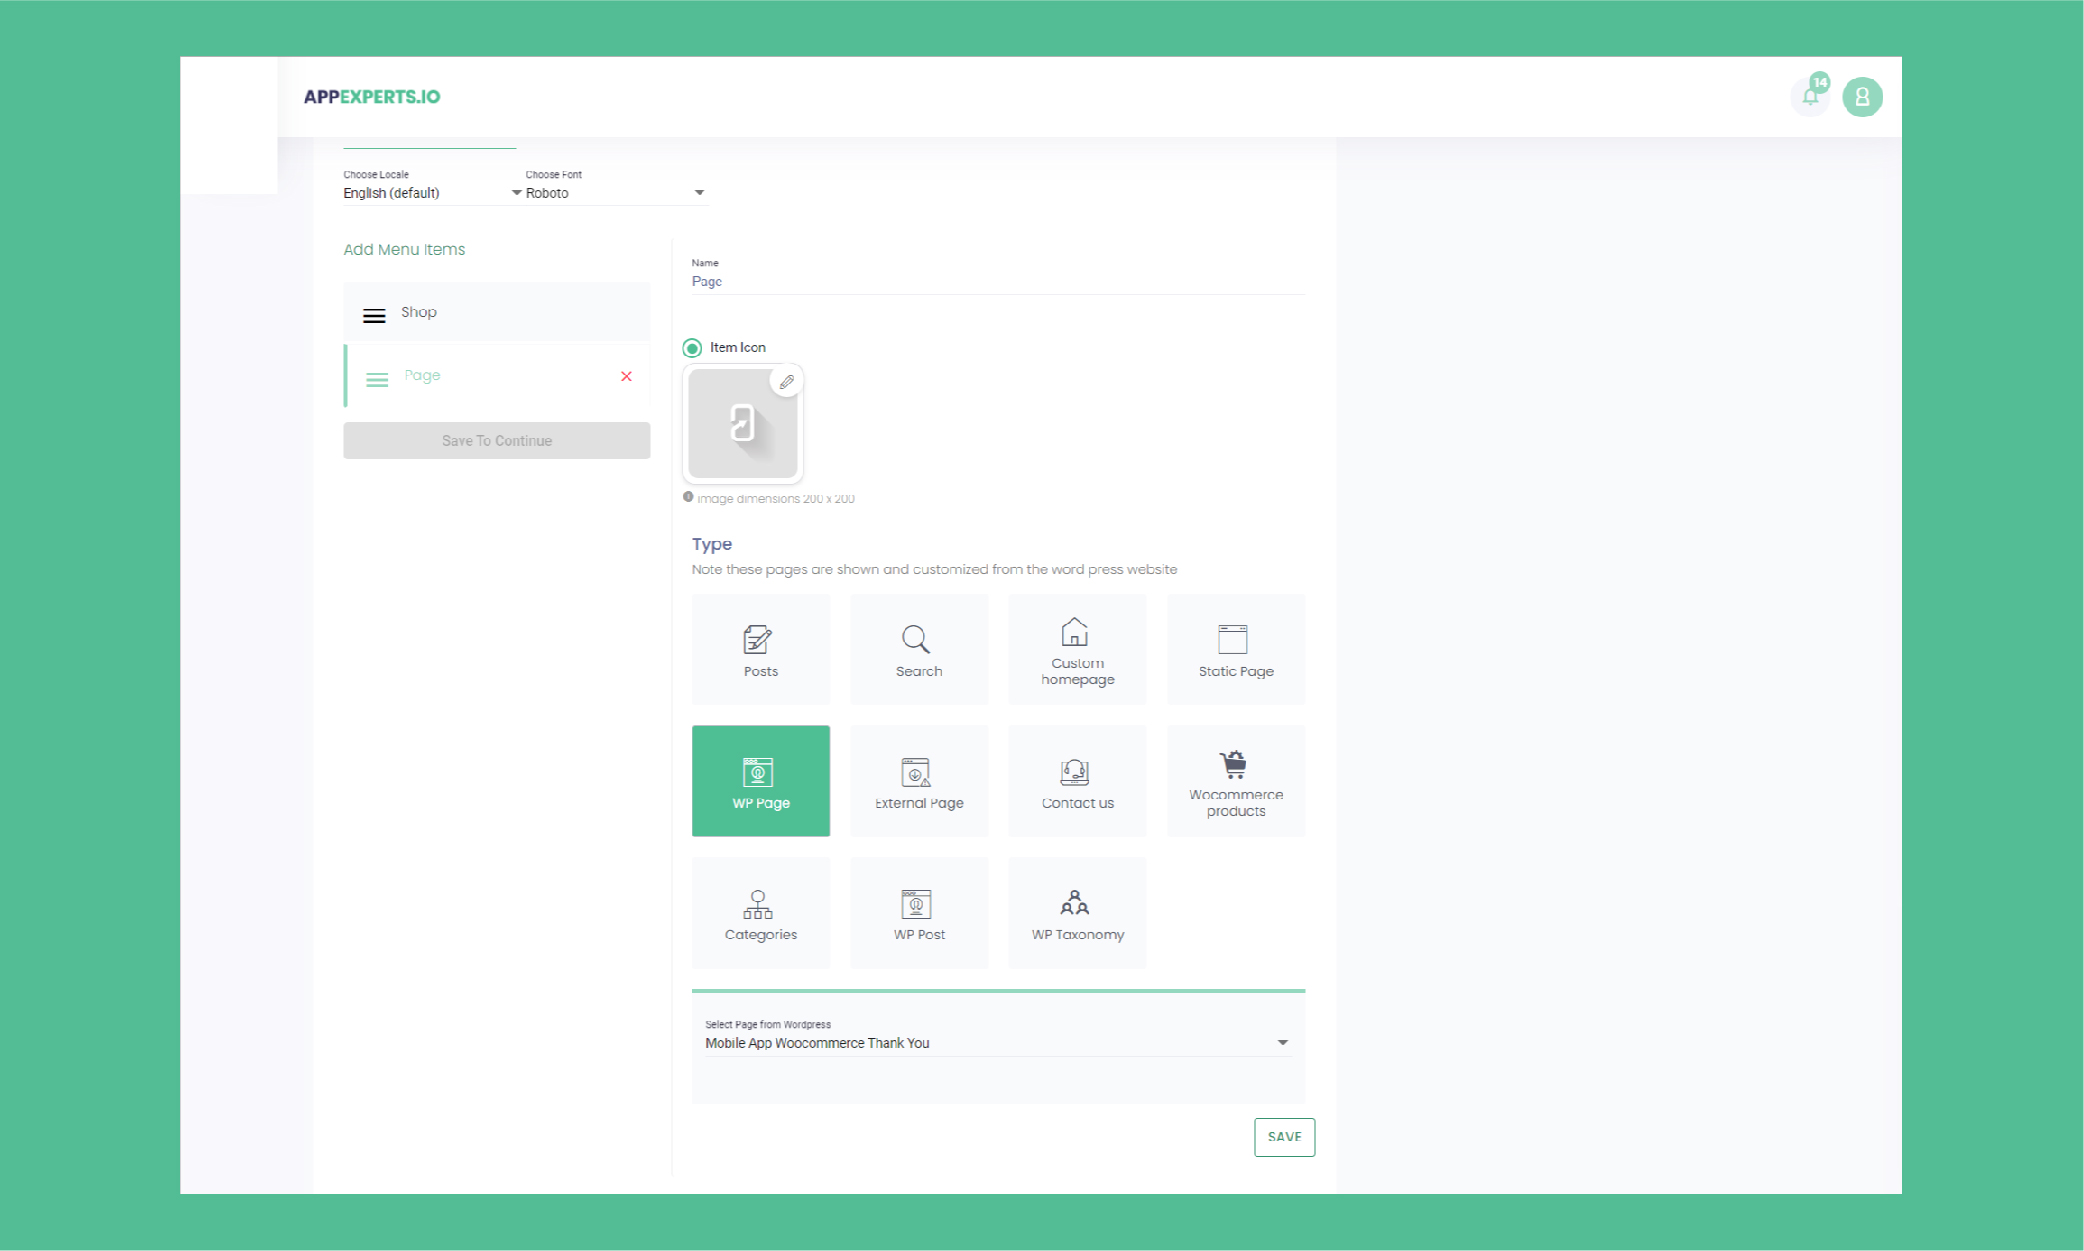 APPEXPERTS.IO
14
Choose Locale
Choose Font
English (default)
Roboto
Add Menu Items
Name
Page
Shop
Item Icon
Page
Save To Continue
Image dimensions 200 x 200
Type
Note these pages are shown and customized from the word press website
Posts
Search
Custom
homepage
Static Page
WP Page
External Page
Contact us
Wocommerce
products
Categories
WP Post
WP Taxonomy
Select Page from Wordpress
Mobile App Woocommerce Thank You
SAVE